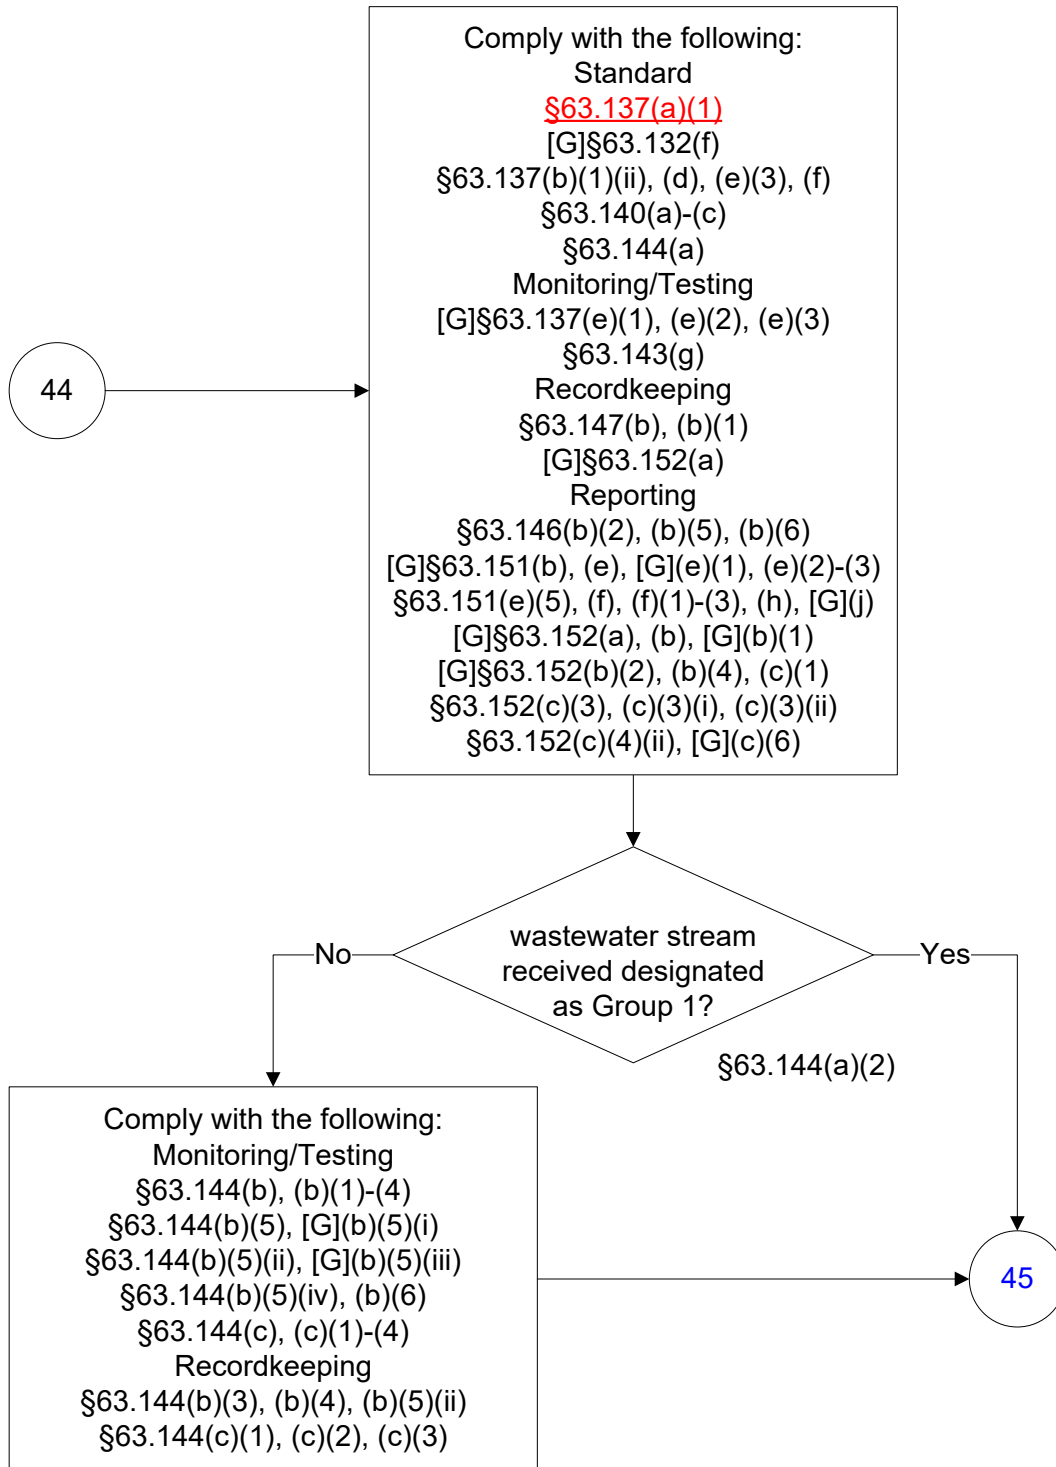 Comply with the following:
Standard
§63.137(a)(1)
[G]§63.132(f)
§63.137(b)(1)(ii), (d), (e)(3), (f)
§63.140(a)-(c)
§63.144(a)
Monitoring/Testing
[G]§63.137(e)(1), (e)(2), (e)(3)
§63.143(g)
Recordkeeping
§63.147(b), (b)(1)
[G]§63.152(a)
Reporting
§63.146(b)(2), (b)(5), (b)(6)
[G]§63.151(b), (e), [G](e)(1), (e)(2)-(3)
§63.151(e)(5), (f), (f)(1)-(3), (h), [G](j)
[G]§63.152(a), (b), [G](b)(1)
[G]§63.152(b)(2), (b)(4), (c)(1)
§63.152(c)(3), (c)(3)(i), (c)(3)(ii)
§63.152(c)(4)(ii), [G](c)(6)
44
wastewater stream
received designated
as Group 1?
No
Yes
§63.144(a)(2)
Comply with the following:
Monitoring/Testing
§63.144(b), (b)(1)-(4)
§63.144(b)(5), [G](b)(5)(i)
§63.144(b)(5)(ii), [G](b)(5)(iii)
§63.144(b)(5)(iv), (b)(6)
§63.144(c), (c)(1)-(4)
Recordkeeping
§63.144(b)(3), (b)(4), (b)(5)(ii)
§63.144(c)(1), (c)(2), (c)(3)
45